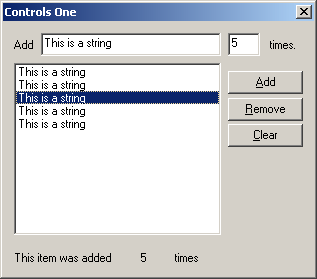 Controls One
Add This is a string 5 times.
This is a string
This is a string
This is a string
This is a string
This is a string
Add
Remove
Clear
This item was added 5 times